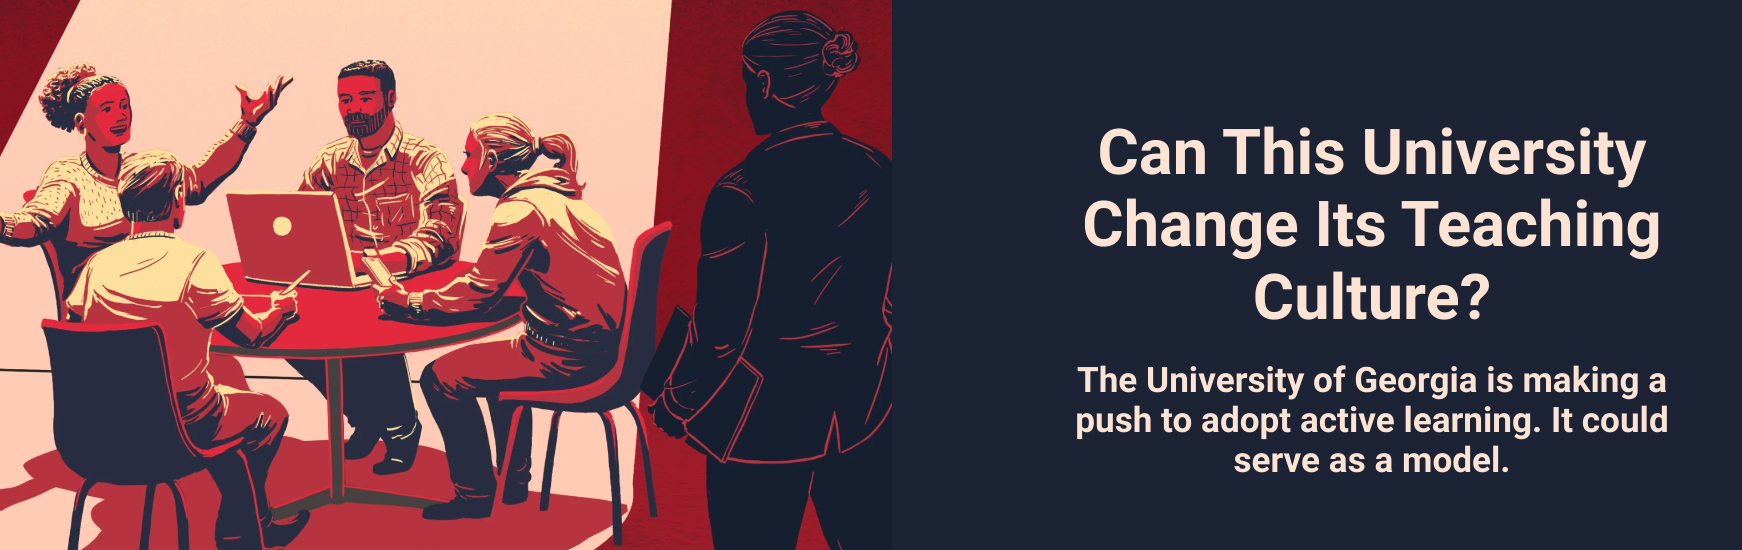 Can This University
Change Its Teaching
Culture?
The University of Georgia is making a
push to adopt active learning. It could
serve as a model.